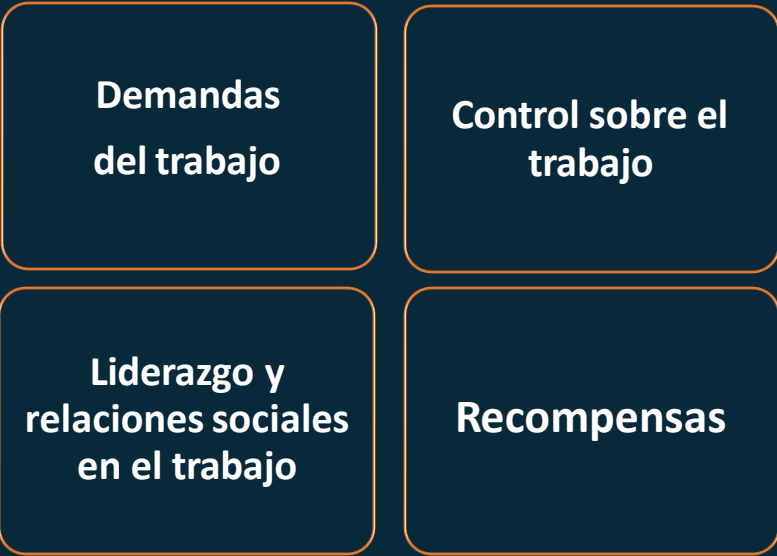 Demandas
del trabajo
Control sobre el
trabajo
Liderazgo y
relaciones sociales
en el trabajo
Recompensas